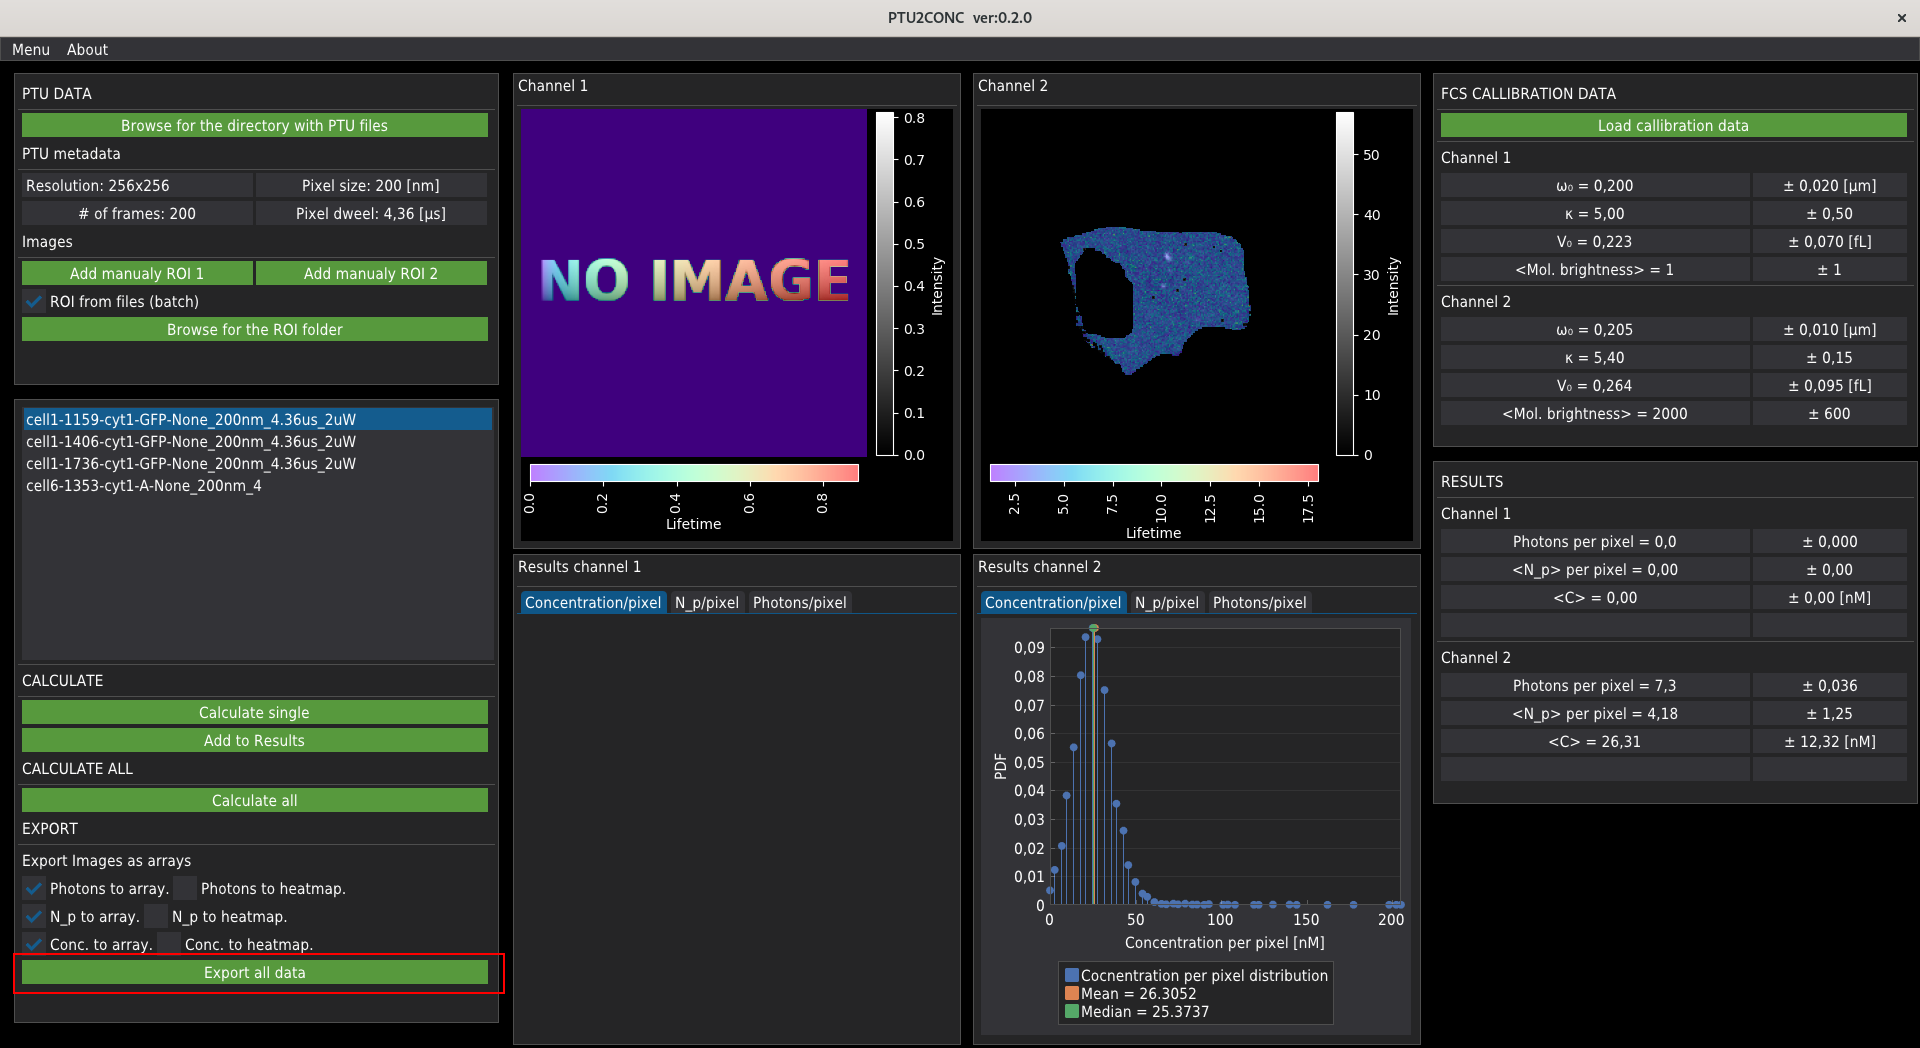 PTU2CONC  ver:0.2.0
Menu About
PTU DATA
Browse for the directory with PTU files
PTU metadata
Resolution: 256x256 Pixel size: 200 [nm]
# of frames: 200 Pixel dweel: 4,36 [µs]
Images
Add manualy ROI 1 Add manualy ROI 2
ROI from files (batch)
Browse for the ROI folder
cell1-1159-cyt1-GFP-None_200nm_4.36us_2uW
cell1-1406-cyt1-GFP-None_200nm_4.36us_2uW
cell1-1736-cyt1-GFP-None_200nm_4.36us_2uW
cell6-1353-cyt1-A-None_200nm_4
CALCULATE
Calculate single
Add to Results
CALCULATE ALL
Calculate all
EXPORT
Export Images as arrays
Photons to array. Photons to heatmap.
N_p to array. N_p to heatmap.
Conc. to array. Conc. to heatmap.
Export all data
Channel 1
NO IMAGE
0.8
0.7
0.6
0.5
0.4
0.3
0.2
0.1
0.0
Intensity
0.0 0.2 0.4 0.6 0.8
Lifetime
Results channel 1
Concentration/pixel N_p/pixel Photons/pixel
Channel 2
50
40
30
20
10
0
Intensity
2.5 5.0 7.5 10.0 12.5 15.0 17.5
Lifetime
Results channel 2
Concentration/pixel N_p/pixel Photons/pixel
0,09
0,08
0,07
0,06
0,05
0,04
0,03
0,02
0,01
0
PDF
0 50 100 150 200
Concentration per pixel [nM]
Cocnentration per pixel distribution
Mean = 26.3052
Median = 25.3737
FCS CALLIBRATION DATA
Load callibration data
Channel 1
ω₀ = 0,200 ± 0,020 [µm]
κ = 5,00 ± 0,50
V₀ = 0,223 ± 0,070 [fL]
<Mol. brightness> = 1 ± 1
Channel 2
ω₀ = 0,205 ± 0,010 [µm]
κ = 5,40 ± 0,15
V₀ = 0,264 ± 0,095 [fL]
<Mol. brightness> = 2000 ± 600
RESULTS
Channel 1
Photons per pixel = 0,0 ± 0,000
<N_p> per pixel = 0,00 ± 0,00
<C> = 0,00 ± 0,00 [nM]
Channel 2
Photons per pixel = 7,3 ± 0,036
<N_p> per pixel = 4,18 ± 1,25
<C> = 26,31 ± 12,32 [nM]